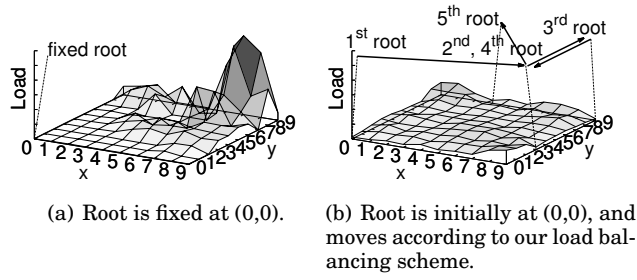 fixed root
Load
0 1 2 3 4 5 6 7 8 9
x
0 1 2 3 4 5 6 7 8 9
y
5th root
3rd root
1st root
2nd, 4th root
Load
0 1 2 3 4 5 6 7 8 9
x
0 1 2 3 4 5 6 7 8 9
y
(a) Root is fixed at (0,0).
(b) Root is initially at (0,0), and
moves according to our load bal-
ancing scheme.